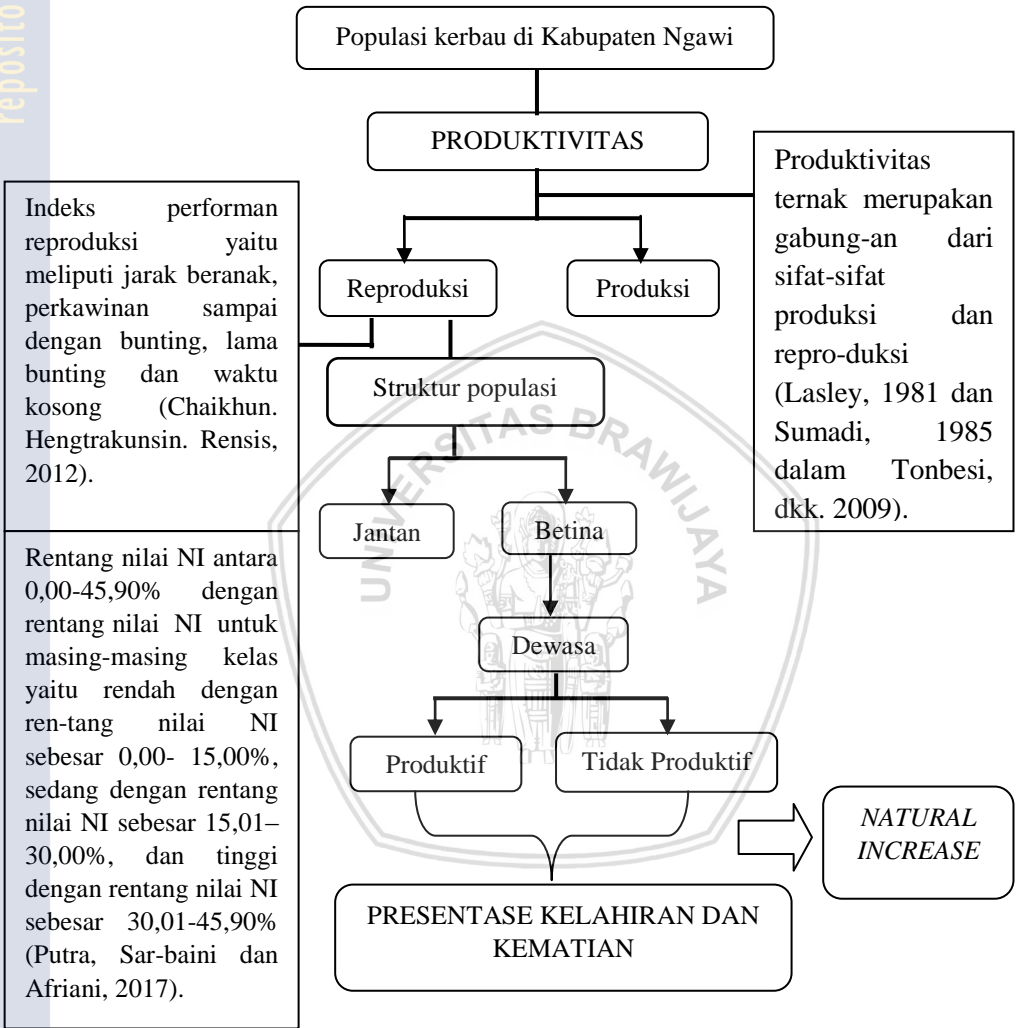 reposito
Populasi kerbau di Kabupaten Ngawi
PRODUKTIVITAS
Produktivitas
ternak merupakan
gabung-an dari
sifat-sifat
produksi dan
repro-duksi
(Lasley, 1981 dan
Sumadi, 1985
dalam Tonbesi,
dkk. 2009).
Indeks performan
reproduksi yaitu
meliputi jarak beranak,
perkawinan sampai
dengan bunting, lama
bunting dan waktu
kosong (Chaikhun.
Hengtrakunsin. Rensis,
2012).
Reproduksi
Produksi
Struktur populasi
UNIVERSITAS BRAWIJAYA
Jantan
Betina
Rentang nilai NI antara
0,00-45,90% dengan
rentang nilai NI untuk
masing-masing kelas
yaitu rendah dengan
ren-tang nilai NI
sebesar 0,00- 15,00%,
sedang dengan rentang
nilai NI sebesar 15,01–
30,00%, dan tinggi
dengan rentang nilai NI
sebesar 30,01-45,90%
(Putra, Sar-baini dan
Afriani, 2017).
Dewasa
Produktif
Tidak Produktif
NATURAL
INCREASE
PRESENTASE KELAHIRAN DAN
KEMATIAN